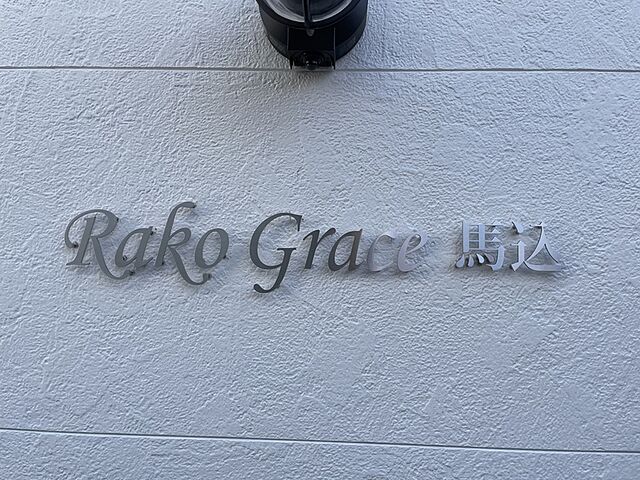 Rako Grace 馬込